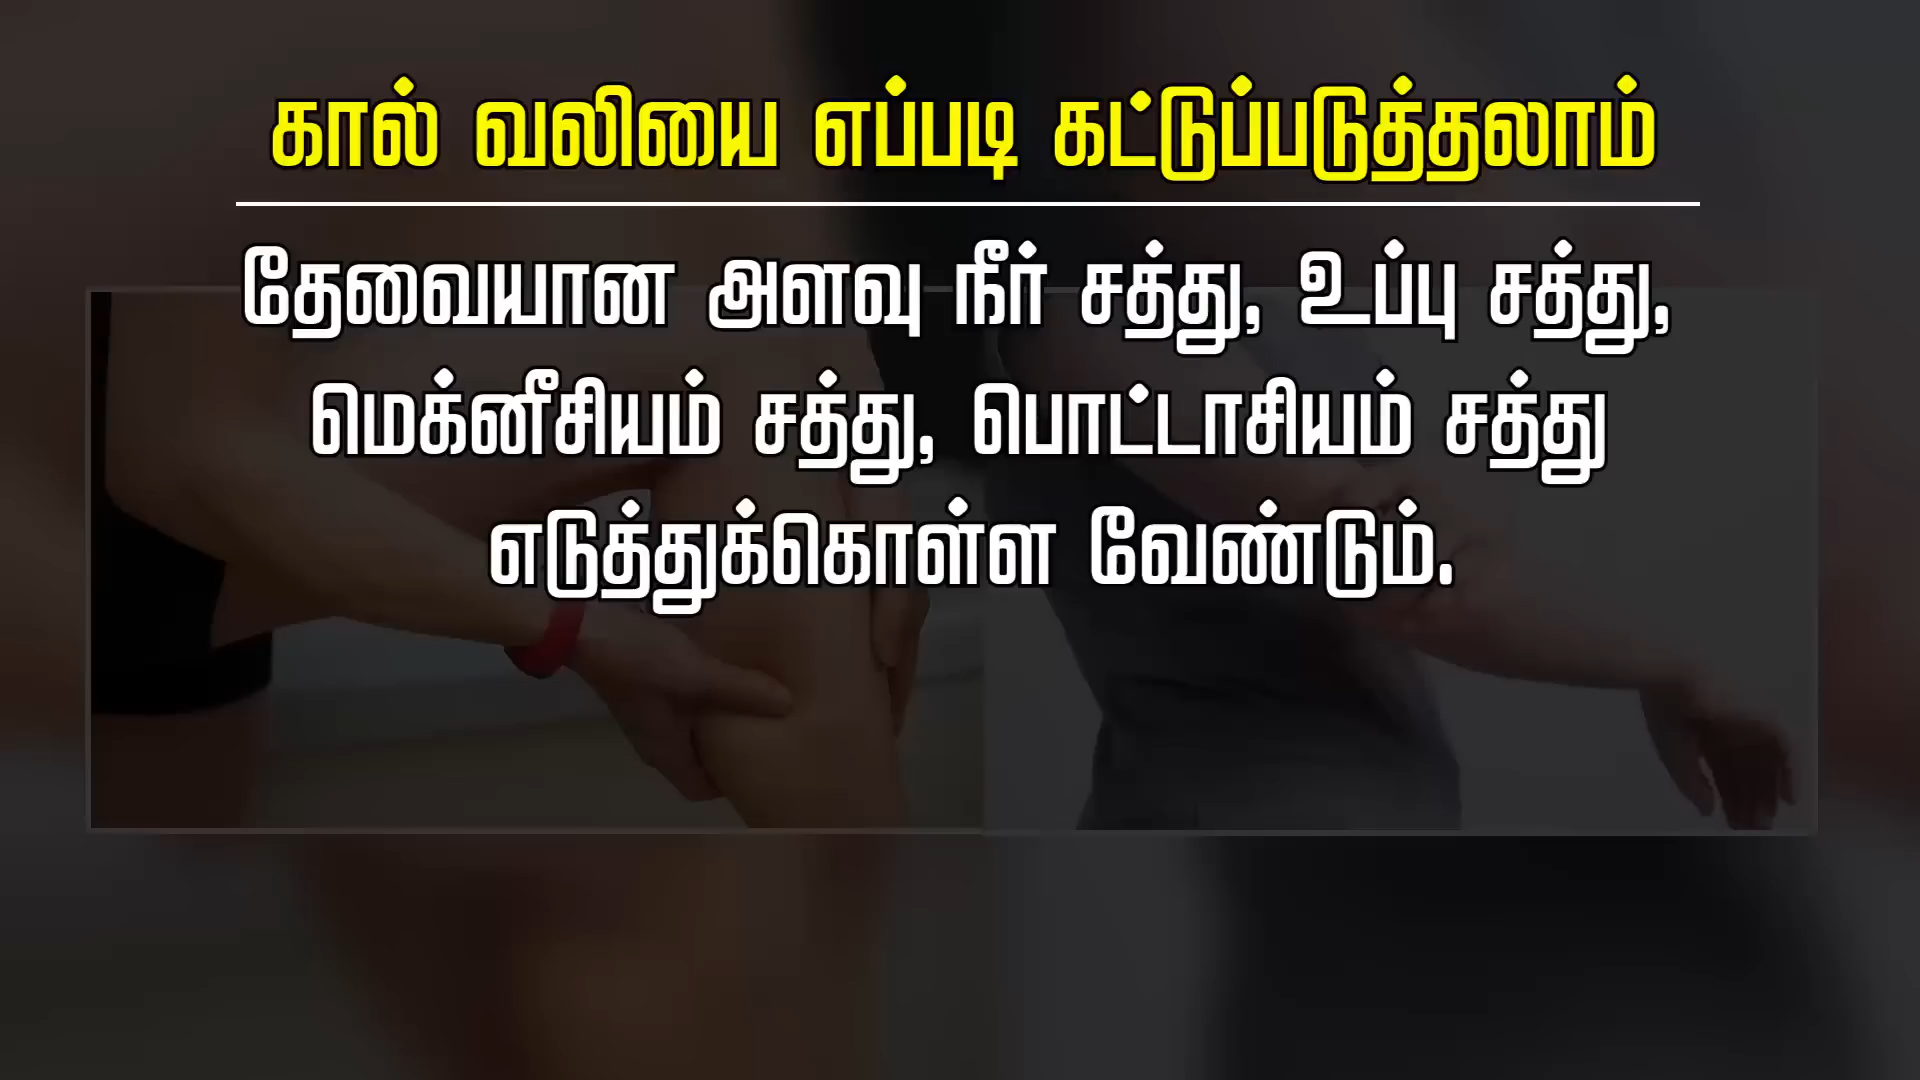 கால் வலியை எப்படி கட்டுப்படுத்தலாம்
தேவையான அளவு நீர் சத்து, உப்பு சத்து,
மெக்னீசியம் சத்து, பொட்டாசியம் சத்து
எடுத்துக்கொள்ள வேண்டும்.